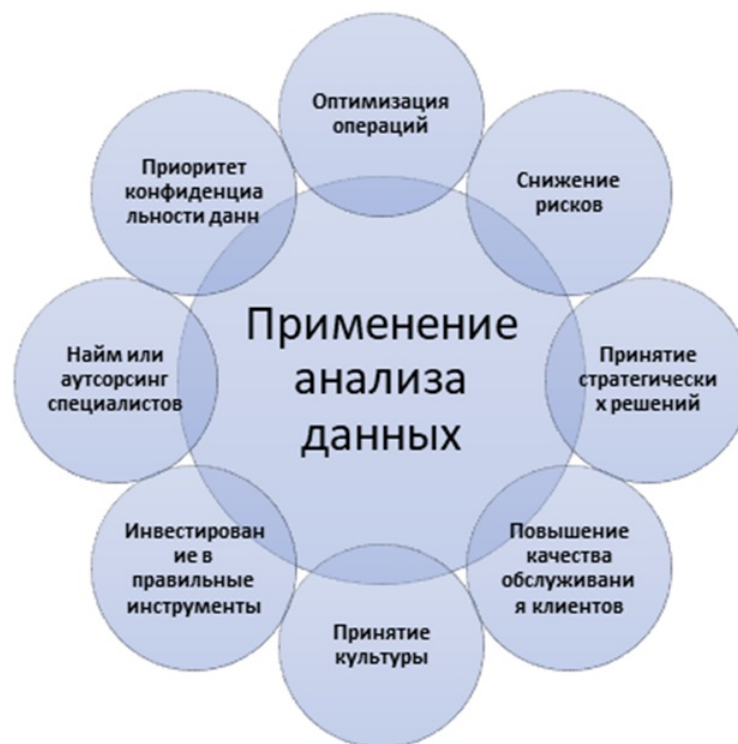 Оптимизация
операций
Снижение
рисков
Принятие
стратегически
х решений
Повышение
качества
обслуживани
я клиентов
Принятие
культуры
Инвестирован
ие в
правильные
инструменты
Найм или
аутсорсинг
специалистов
Приоритет
конфиденциа
льности данн
Применение
анализа
данных